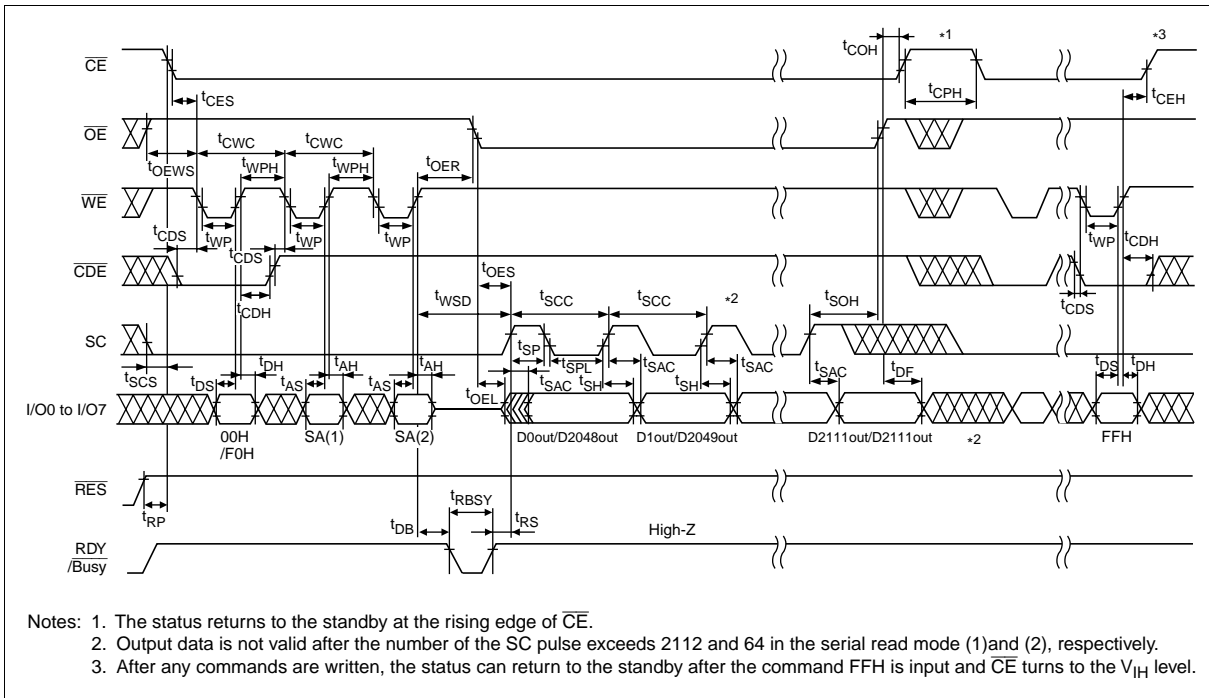 tCOH *1 *3
CE
tCES tCPH tCEH
OE
tCWC tCWC
tOEWS tWPH tWPH tOER
WE
tCDS tWP tCDS tWP tWP tWP tCDH
CDE
tCDH tWSD tOES tSCC tSCC *2 tSOH tCDS
SC
tSP tSPL tSAC tSAC
tSCS tDS tDH tAS tAH tAS tAH tOEL tSAC tSH tSH tSAC tDF tDS tDH
I/O0 to I/O7
00H /F0H SA(1) SA(2) D0out/D2048out D1out/D2049out D2111out/D2111out *2 FFH
RES
tRP tDB tRBSY tRS
High-Z
RDY
/Busy
Notes: 1. The status returns to the standby at the rising edge of CE.
2. Output data is not valid after the number of the SC pulse exceeds 2112 and 64 in the serial read mode (1)and (2), respectively.
3. After any commands are written, the status can return to the standby after the command FFH is input and CE turns to the VIH level.